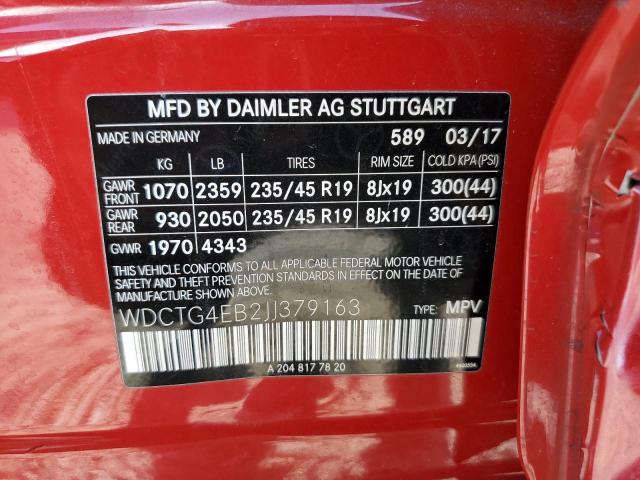 MFD BY DAIMLER AG STUTTGART
MADE IN GERMANY 589 03/17
KG LB TIRES RIM SIZE COLD KPA (PSI)
GAWR FRONT 1070 2359 235/45 R19 8Jx19 300(44)
GAWR REAR 930 2050 235/45 R19 8Jx19 300(44)
GVWR 1970 4343
THIS VEHICLE CONFORMS TO ALL APPLICABLE FEDERAL MOTOR VEHICLE
SAFETY AND THEFT PREVENTION STANDARDS IN EFFECT ON THE DATE OF
MANUFACTURE SHOWN ABOVE.
WDCTG4EB2JJ379163 TYPE: MPV
A 204 817 78 20